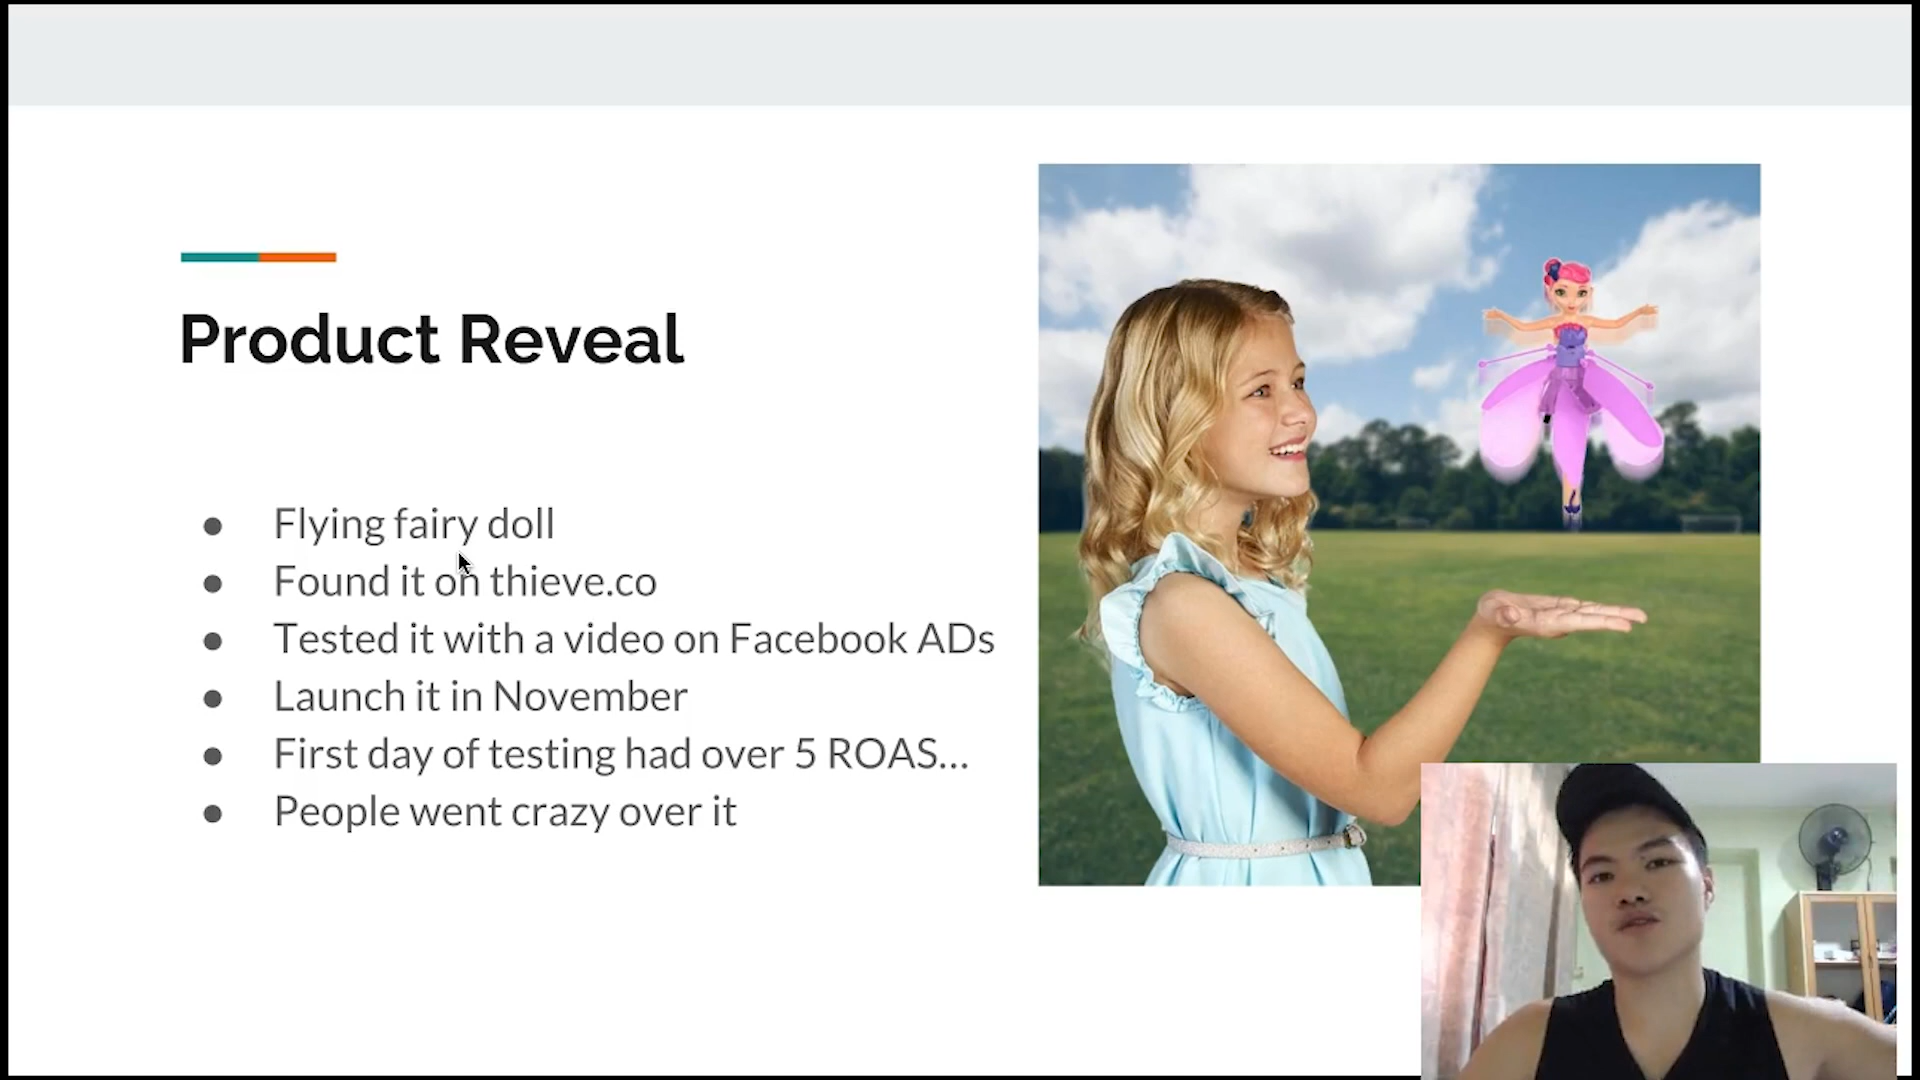 Product Reveal
● Flying fairy doll
● Found it on thieve.co
● Tested it with a video on Facebook ADs
● Launch it in November
● First day of testing had over 5 ROAS...
● People went crazy over it